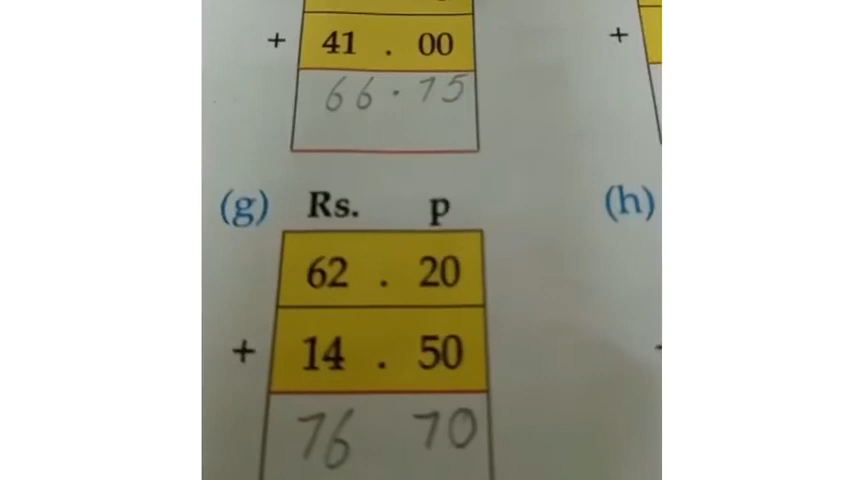 + 41 . 00 +
66.75
(g) Rs. p (h)
62 . 20
+ 14 . 50
76 70